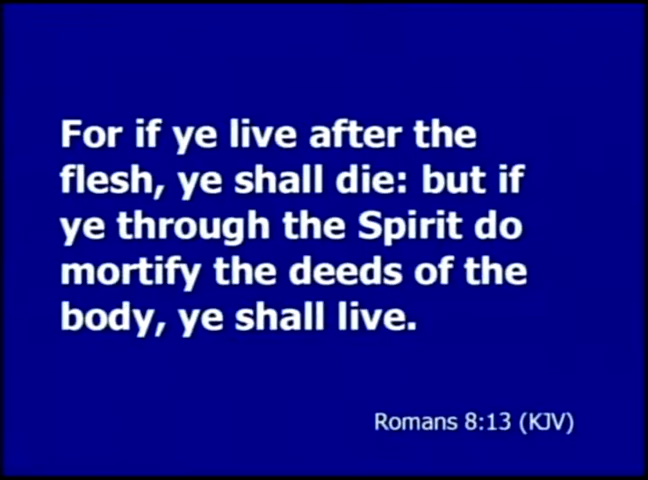 For if ye live after the
flesh, ye shall die: but if
ye through the Spirit do
mortify the deeds of the
body, ye shall live.
Romans 8:13 (KJV)